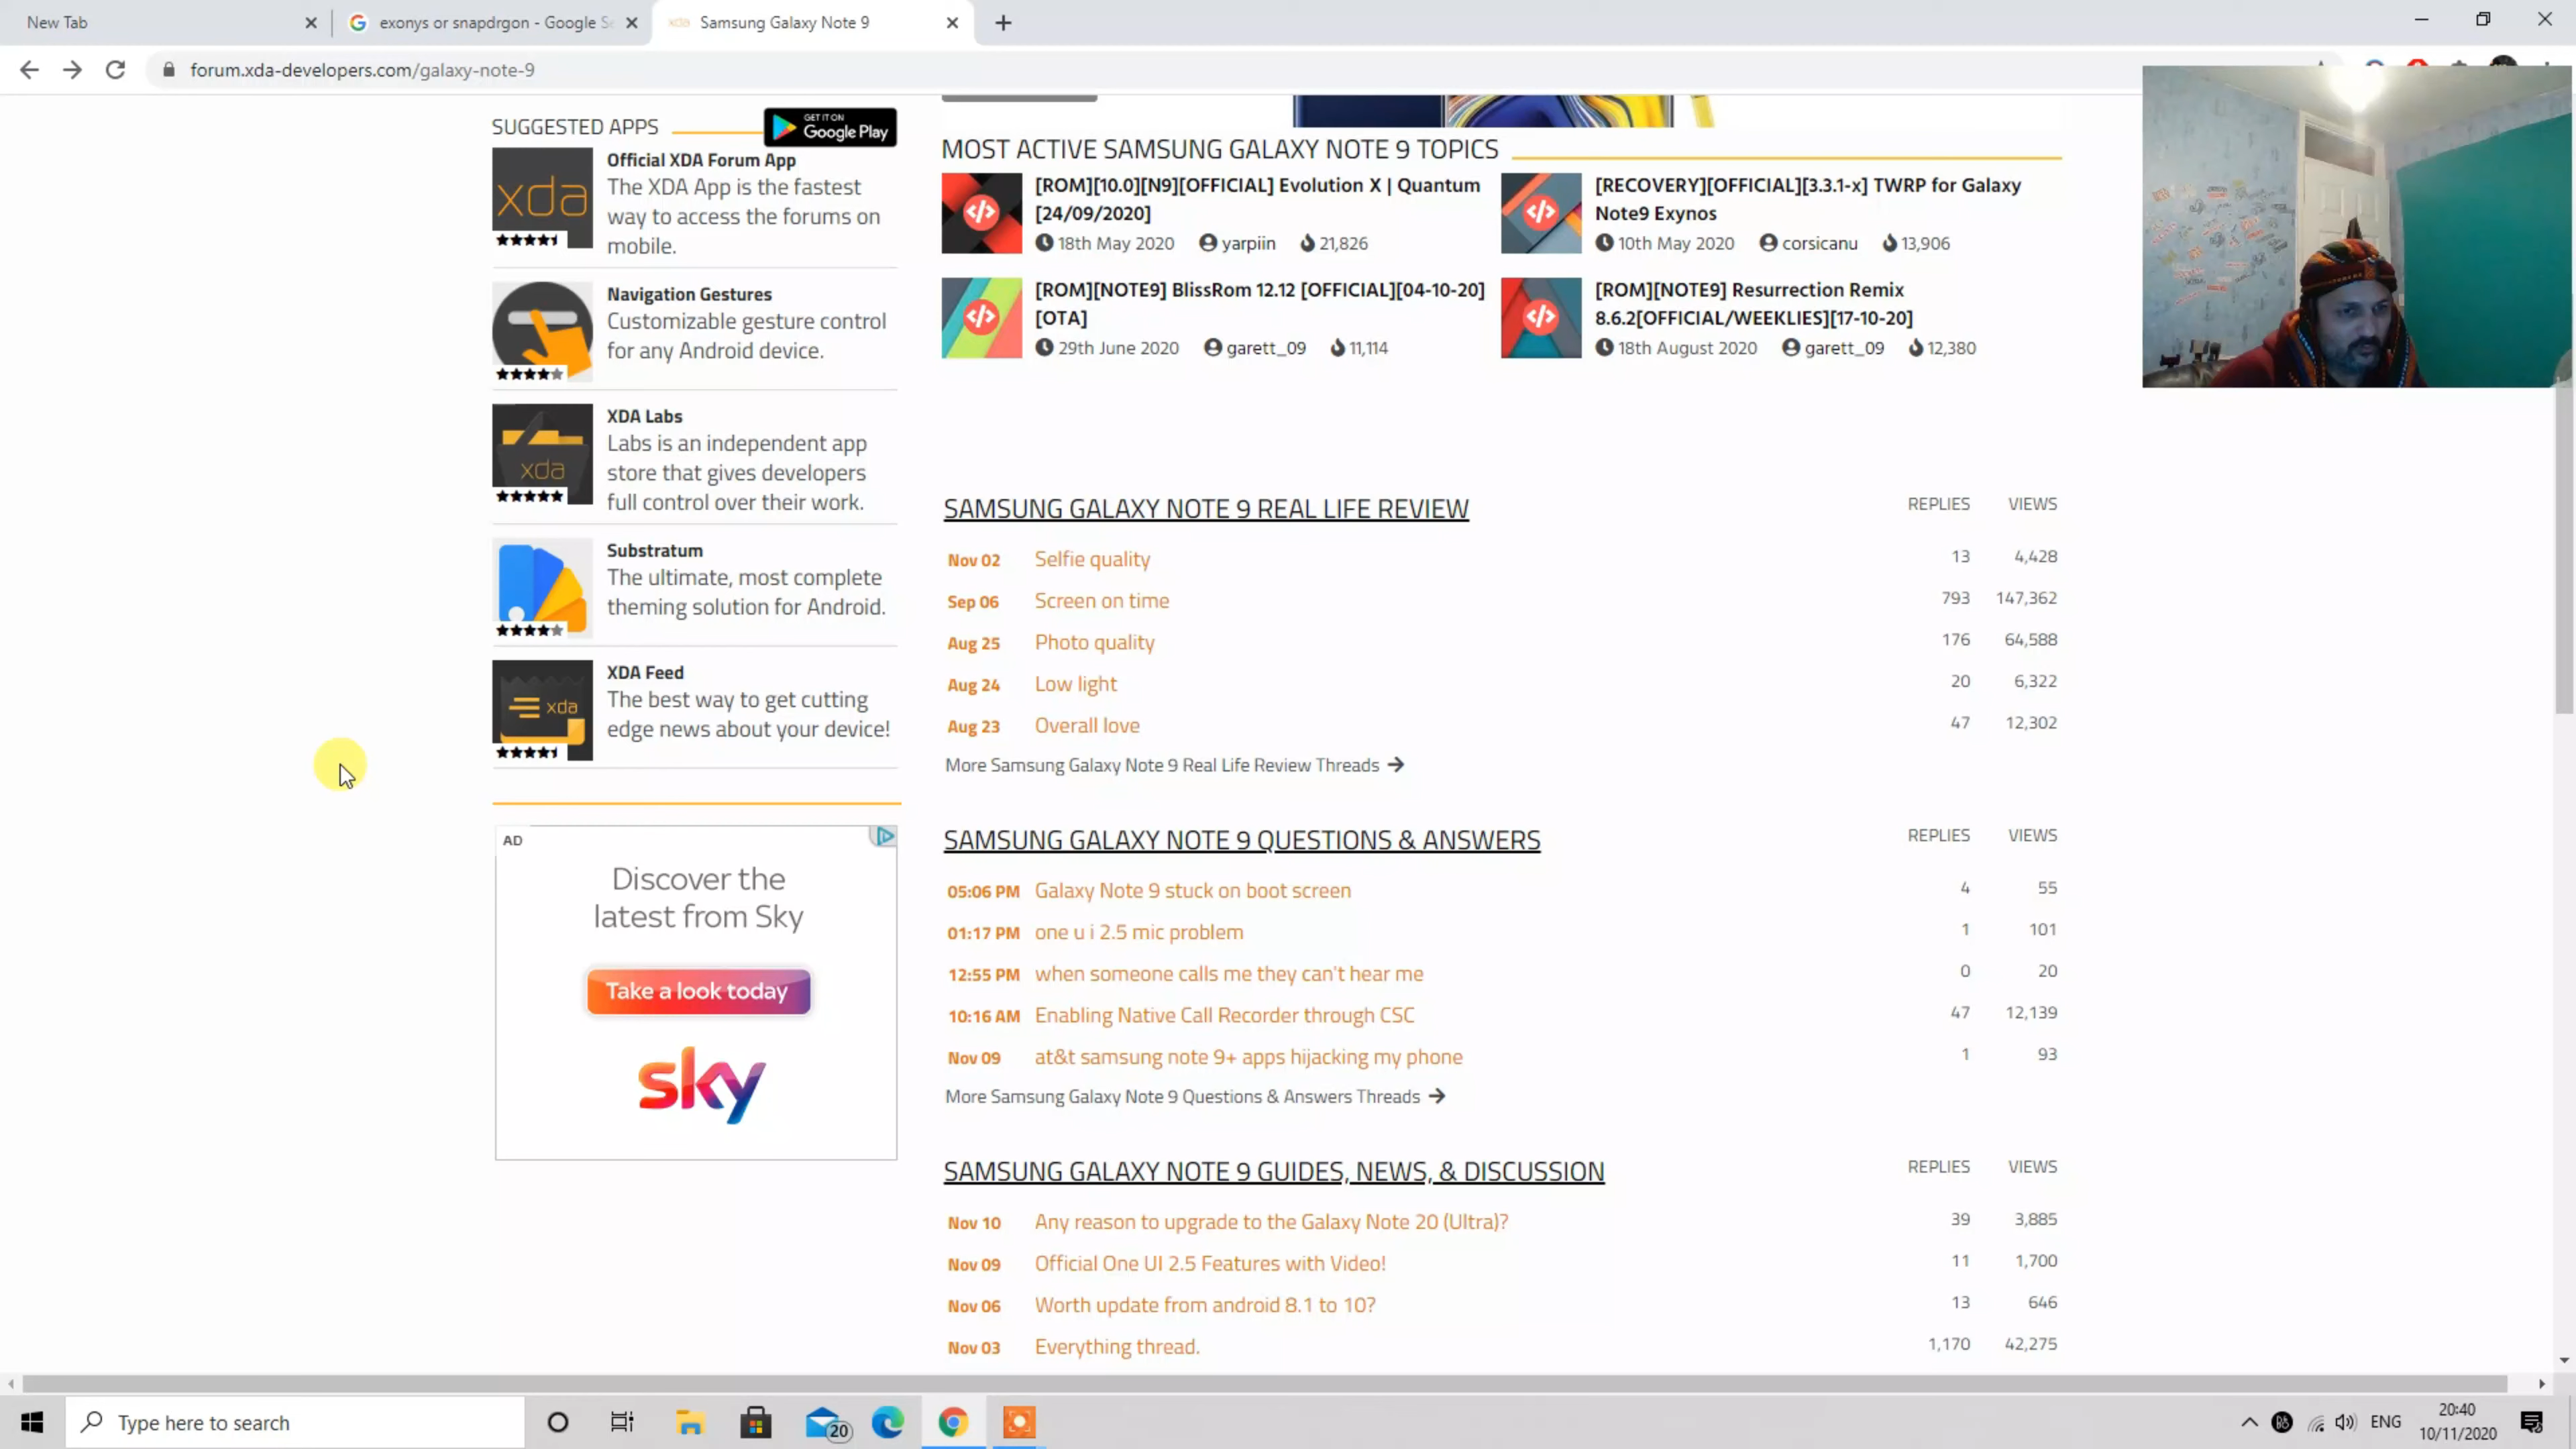 New Tab
exonys or snapdrgon - Google Se
xda Samsung Galaxy Note 9
forum.xda-developers.com/galaxy-note-9
SUGGESTED APPS
GET IT ON
Google Play
xda
Official XDA Forum App
The XDA App is the fastest
way to access the forums on
mobile.
Navigation Gestures
Customizable gesture control
for any Android device.
xda
XDA Labs
Labs is an independent app
store that gives developers
full control over their work.
Substratum
The ultimate, most complete
theming solution for Android.
xda
XDA Feed
The best way to get cutting
edge news about your device!
AD
Discover the
latest from Sky
Take a look today
sky
MOST ACTIVE SAMSUNG GALAXY NOTE 9 TOPICS
[ROM][10.0][N9][OFFICIAL] Evolution X | Quantum
[24/09/2020]
18th May 2020 yarpiin 21,826
[RECOVERY][OFFICIAL][3.3.1-x] TWRP for Galaxy
Note9 Exynos
10th May 2020 corsicanu 13,906
[ROM][NOTE9] BlissRom 12.12 [OFFICIAL][04-10-20]
[OTA]
29th June 2020 garett_09 11,114
[ROM][NOTE9] Resurrection Remix
8.6.2[OFFICIAL/WEEKLIES][17-10-20]
18th August 2020 garett_09 12,380
SAMSUNG GALAXY NOTE 9 REAL LIFE REVIEW REPLIES VIEWS
Nov 02 Selfie quality 13 4,428
Sep 06 Screen on time 793 147,362
Aug 25 Photo quality 176 64,588
Aug 24 Low light 20 6,322
Aug 23 Overall love 47 12,302
More Samsung Galaxy Note 9 Real Life Review Threads
SAMSUNG GALAXY NOTE 9 QUESTIONS & ANSWERS REPLIES VIEWS
05:06 PM Galaxy Note 9 stuck on boot screen 4 55
01:17 PM one u i 2.5 mic problem 1 101
12:55 PM when someone calls me they can't hear me 0 20
10:16 AM Enabling Native Call Recorder through CSC 47 12,139
Nov 09 at&t samsung note 9+ apps hijacking my phone 1 93
More Samsung Galaxy Note 9 Questions & Answers Threads
SAMSUNG GALAXY NOTE 9 GUIDES, NEWS, & DISCUSSION REPLIES VIEWS
Nov 10 Any reason to upgrade to the Galaxy Note 20 (Ultra)? 39 3,885
Nov 09 Official One UI 2.5 Features with Video! 11 1,700
Nov 06 Worth update from android 8.1 to 10? 13 646
Nov 03 Everything thread. 1,170 42,275
Type here to search
20
ENG
20:40
10/11/2020